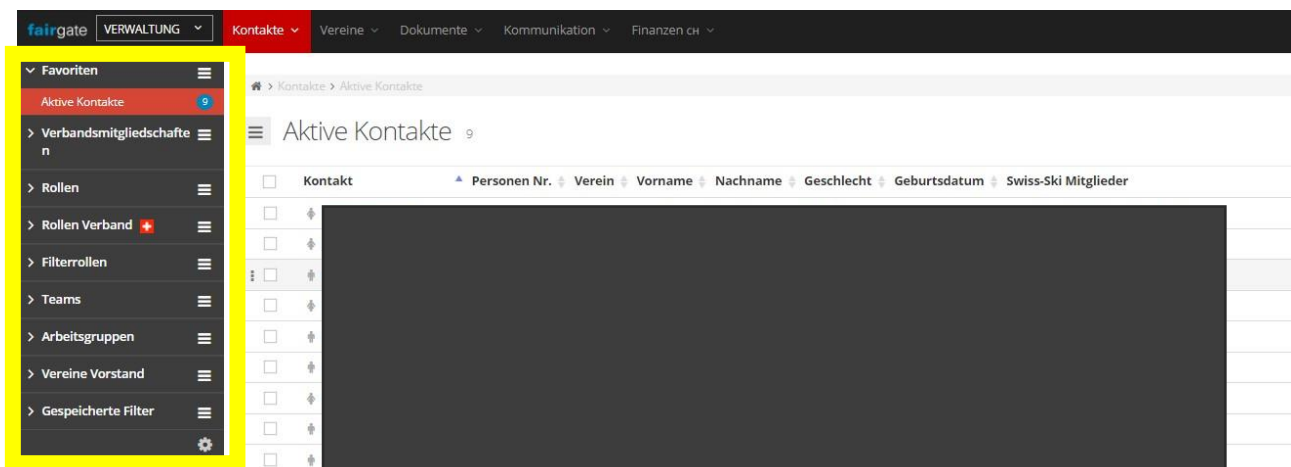 fairgate VERWALTUNG Kontakte Vereine Dokumente Kommunikation Finanzen CH
Favoriten
Aktive Kontakte 9
Verbandsmitgliedschafte
n
Rollen
Rollen Verband
Filterrollen
Teams
Arbeitsgruppen
Vereine Vorstand
Gespeicherte Filter
> Kontakte > Aktive Kontakte
Aktive Kontakte 9
Kontakt Personen Nr. Verein Vorname Nachname Geschlecht Geburtsdatum Swiss-Ski Mitglieder